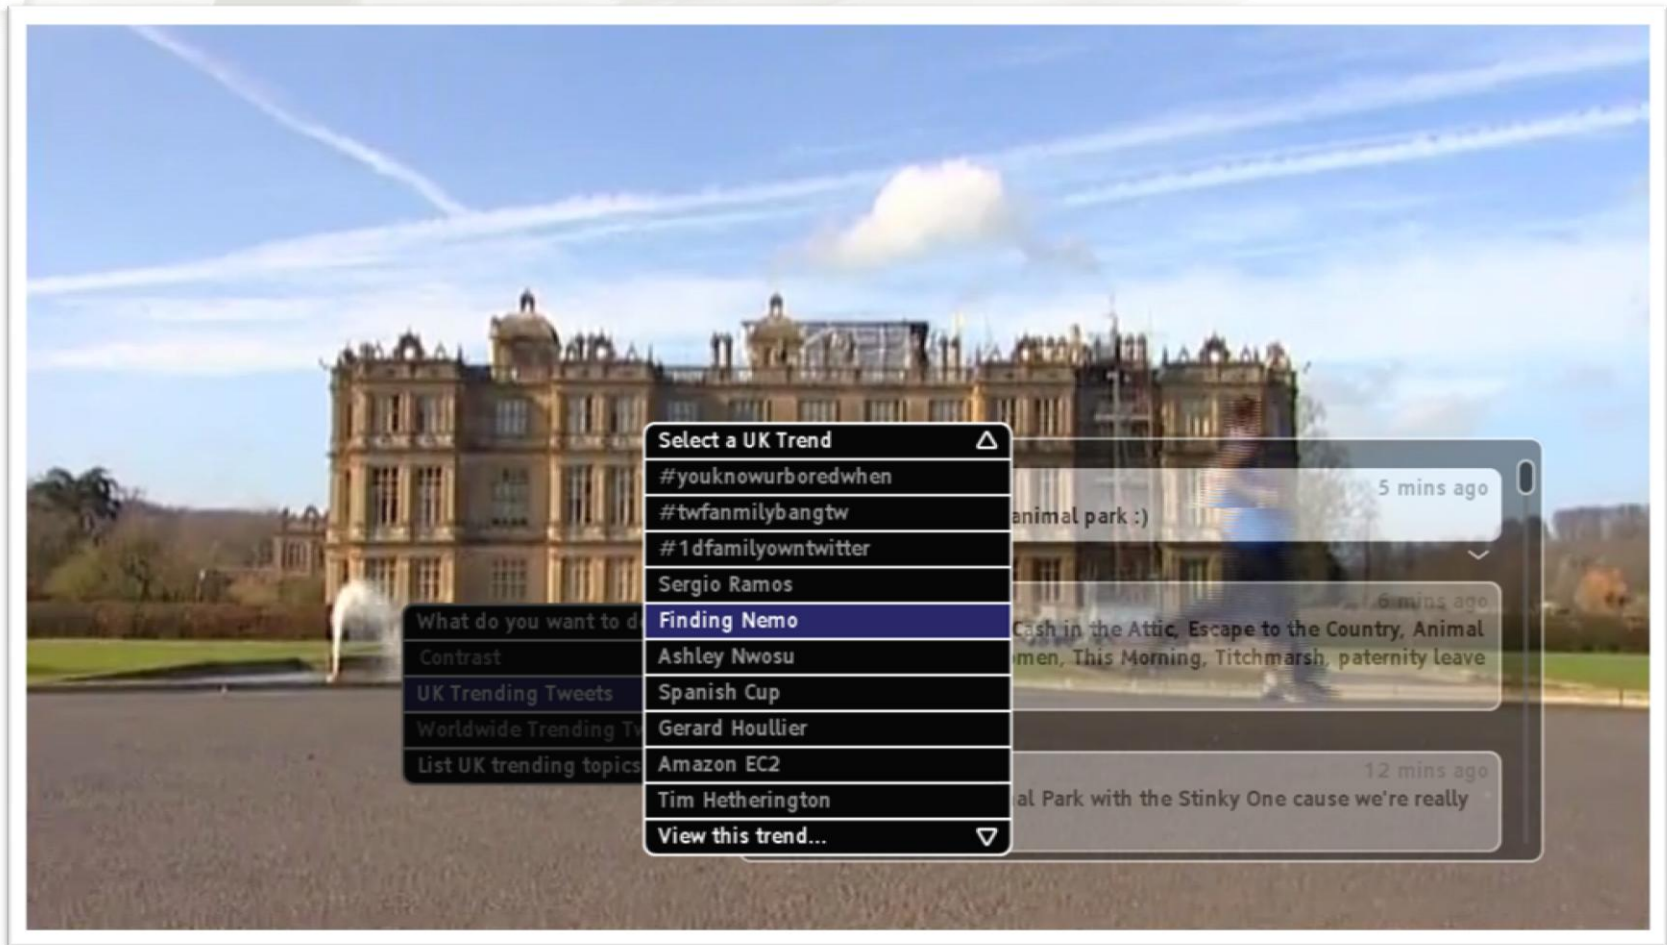 Select a UK Trend
#youknowurboredwhen
#twfanmilybangtw
#1dfamilyowntwitter
Sergio Ramos
Finding Nemo
Ashley Nwosu
Spanish Cup
Gerard Houllier
Amazon EC2
Tim Hetherington
View this trend...
What do you want to d
Contrast
UK Trending Tweets
Worldwide Trending Tw
List UK trending topics
5 mins ago
animal park :)
6 mins ago
Cash in the Attic, Escape to the Country, Animal
omen, This Morning, Titchmarsh, paternity leave
12 mins ago
al Park with the Stinky One cause we're really